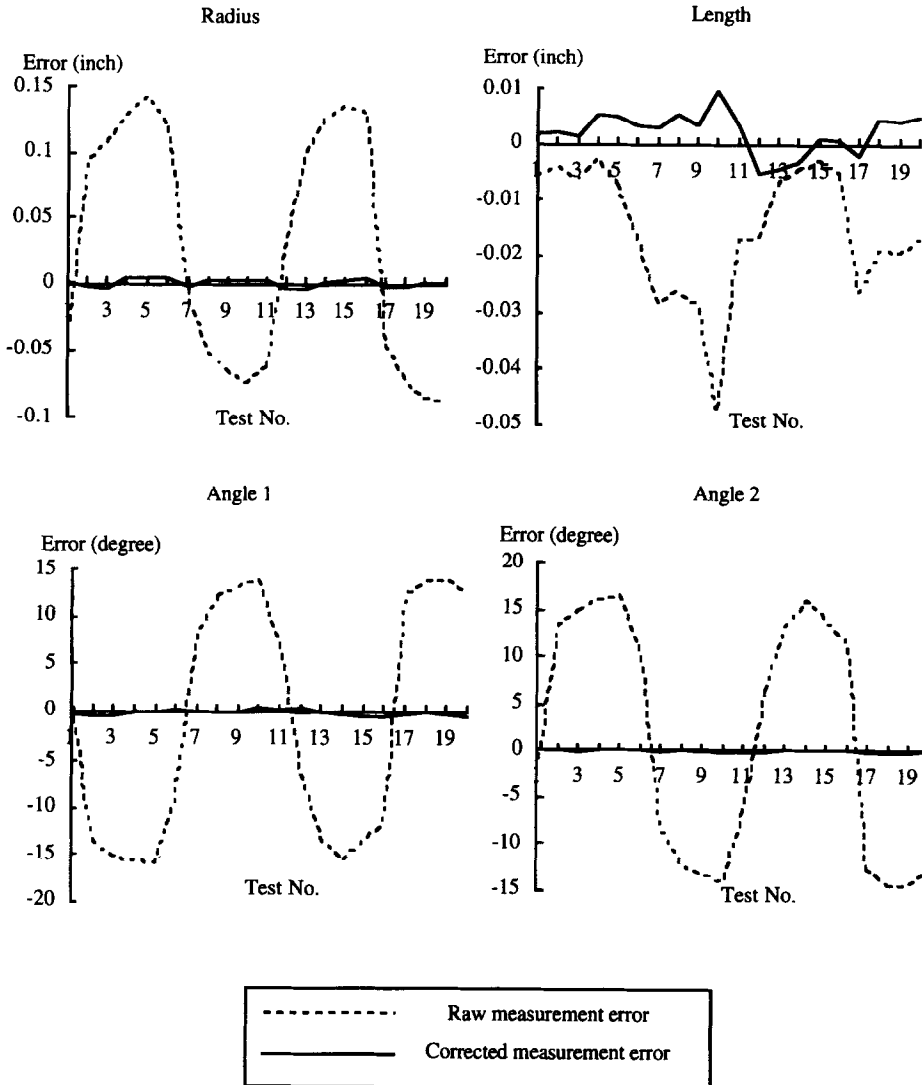 Radius
Error (inch)
0.15
0.1
0.05
0
-0.05
-0.1
1 3 5 7 9 11 13 15 17 19
Test No.
Length
Error (inch)
0.01
0
-0.01
-0.02
-0.03
-0.04
-0.05
1 3 5 7 9 11 13 15 17 19
Test No.
Angle 1
Error (degree)
15
10
5
0
-5
-10
-15
-20
1 3 5 7 9 11 13 15 17 19
Test No.
Angle 2
Error (degree)
20
15
10
5
0
-5
-10
-15
1 3 5 7 9 11 13 15 17 19
Test No.
Raw measurement error
Corrected measurement error